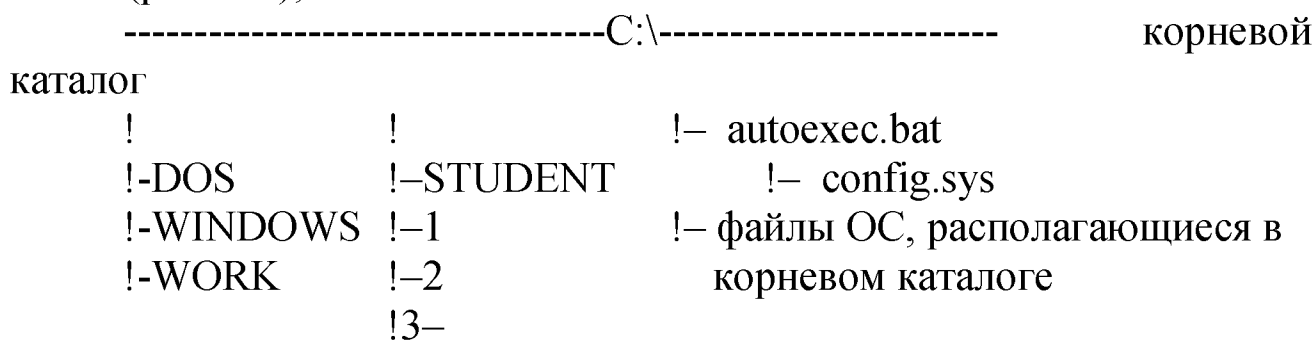 ----------------------------------C:\------------------------ корневой
каталог
! ! !– autoexec.bat
!-DOS !–STUDENT !– config.sys
!-WINDOWS !–1 !– файлы ОС, располагающиеся в
!-WORK !–2 корневом каталоге
!3–